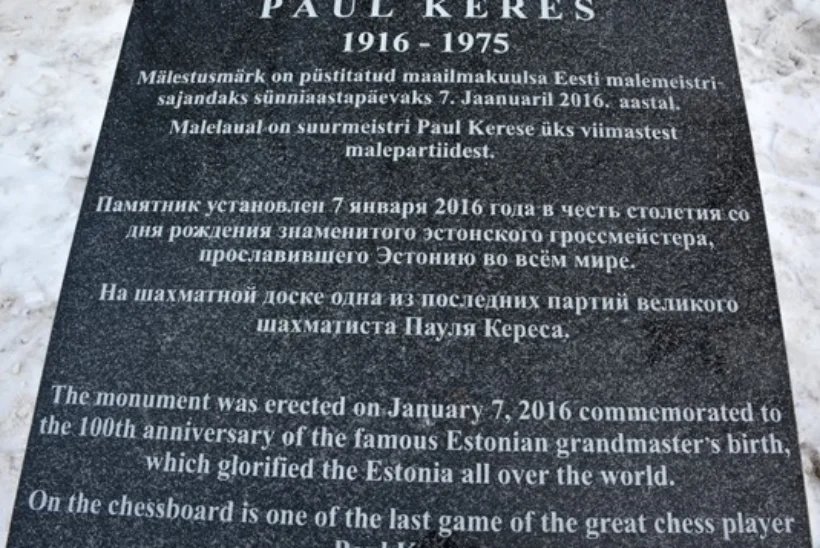 PAUL KERES
1916 - 1975
Mälestusmärk on püstitatud maailmakuulsa Eesti malemeistri-
sajandaks sünniaastapäevaks 7. Jaanuaril 2016. aastal.
Malelaual on suurmeistri Paul Kerese üks viimastest
malepartiidest.
Памятник установлен 7 января 2016 года в честь столетия со
дня рождения знаменитого эстонского гроссмейстера,
прославившего Эстонию во всём мире.
На шахматной доске одна из последних партий великого
шахматиста Пауля Кереса.
The monument was erected on January 7, 2016 commemorated to
the 100th anniversary of the famous Estonian grandmaster's birth,
which glorified the Estonia all over the world.
On the chessboard is one of the last game of the great chess player
Paul